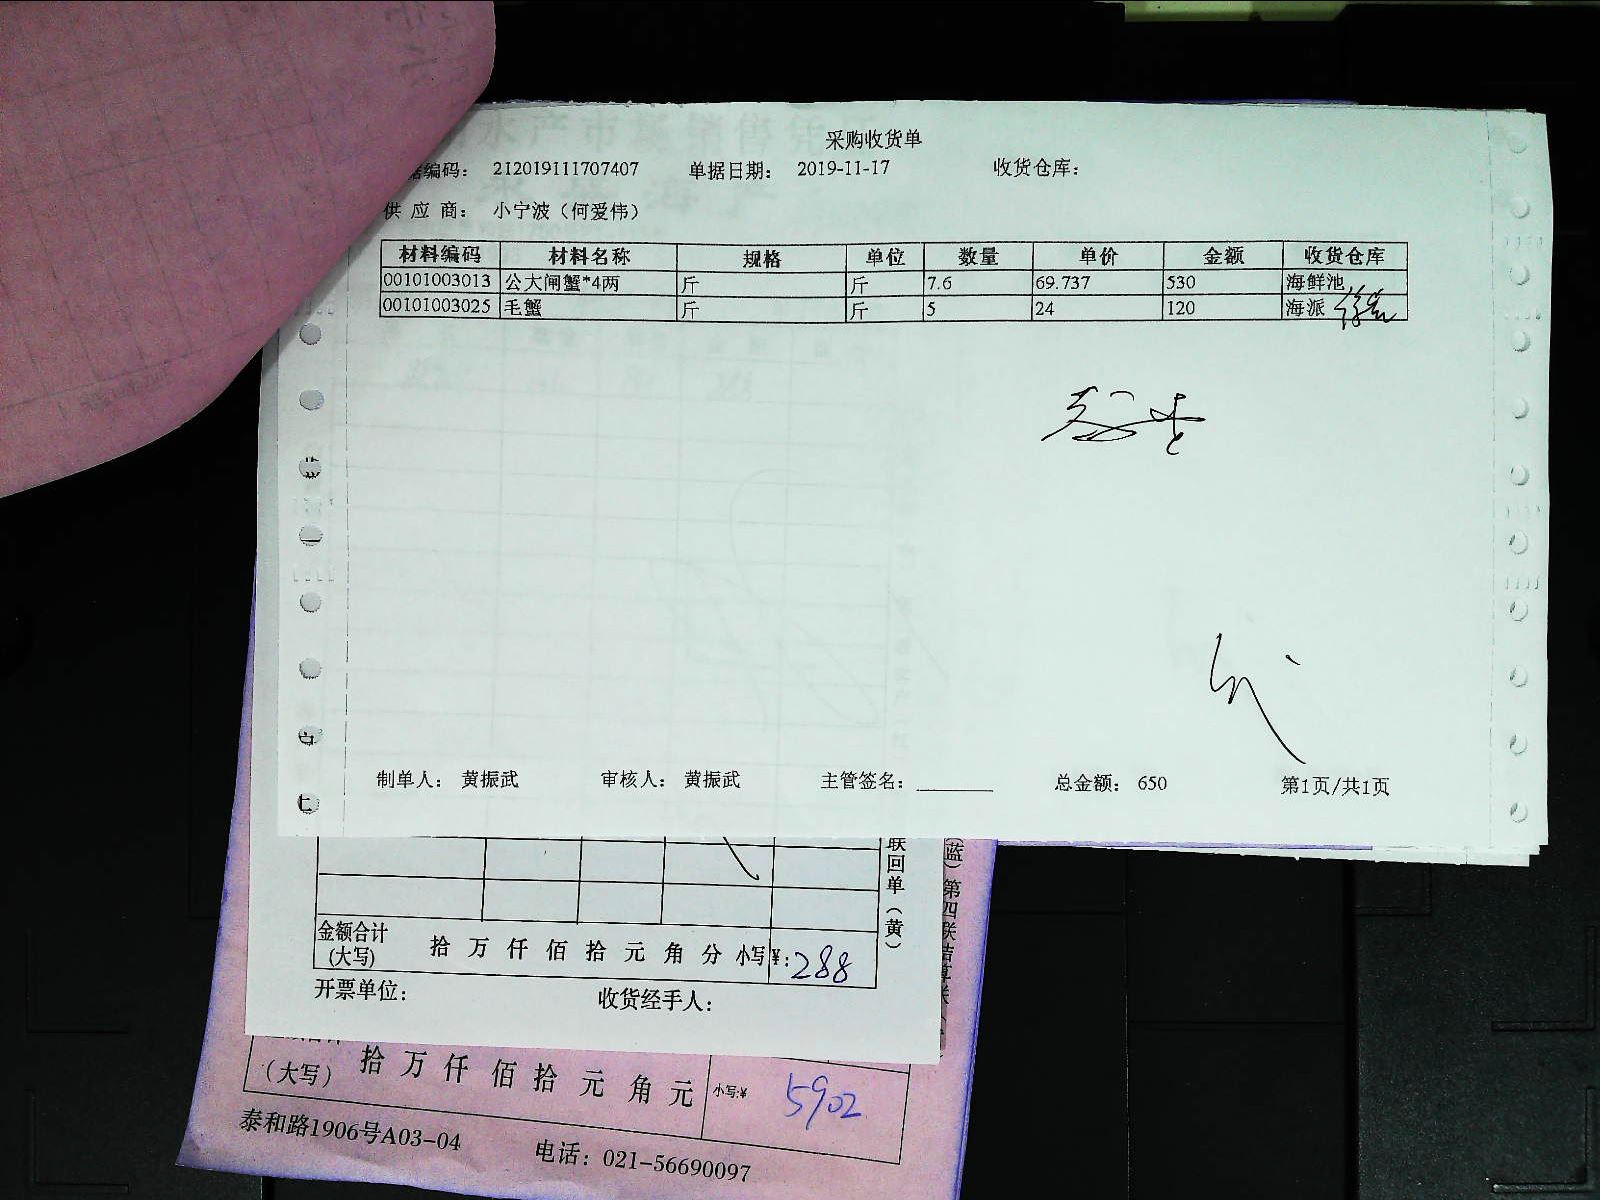 采购收货单
据编码： 212019111707407 单据日期： 2019-11-17 收货仓库：
供 应 商： 小宁波（何爱伟）
材料编码 材料名称 规格 单位 数量 单价 金额 收货仓库
00101003013 公大闸蟹*4两 斤 斤 7.6 69.737 530 海鲜池
00101003025 毛蟹 斤 斤 5 24 120 海派
制单人： 黄振武 审核人： 黄振武 主管签名：________ 总金额： 650 第1页/共1页
联回单（黄）
（蓝）第四联结算联
金额合计
(大写) 拾 万 仟 佰 拾 元 角 分 小写￥：288
开票单位： 收货经手人：
（大写） 拾 万 仟 佰 拾 元 角 元 小写:￥ 5902
泰和路1906号A03-04 电话：021-56690097